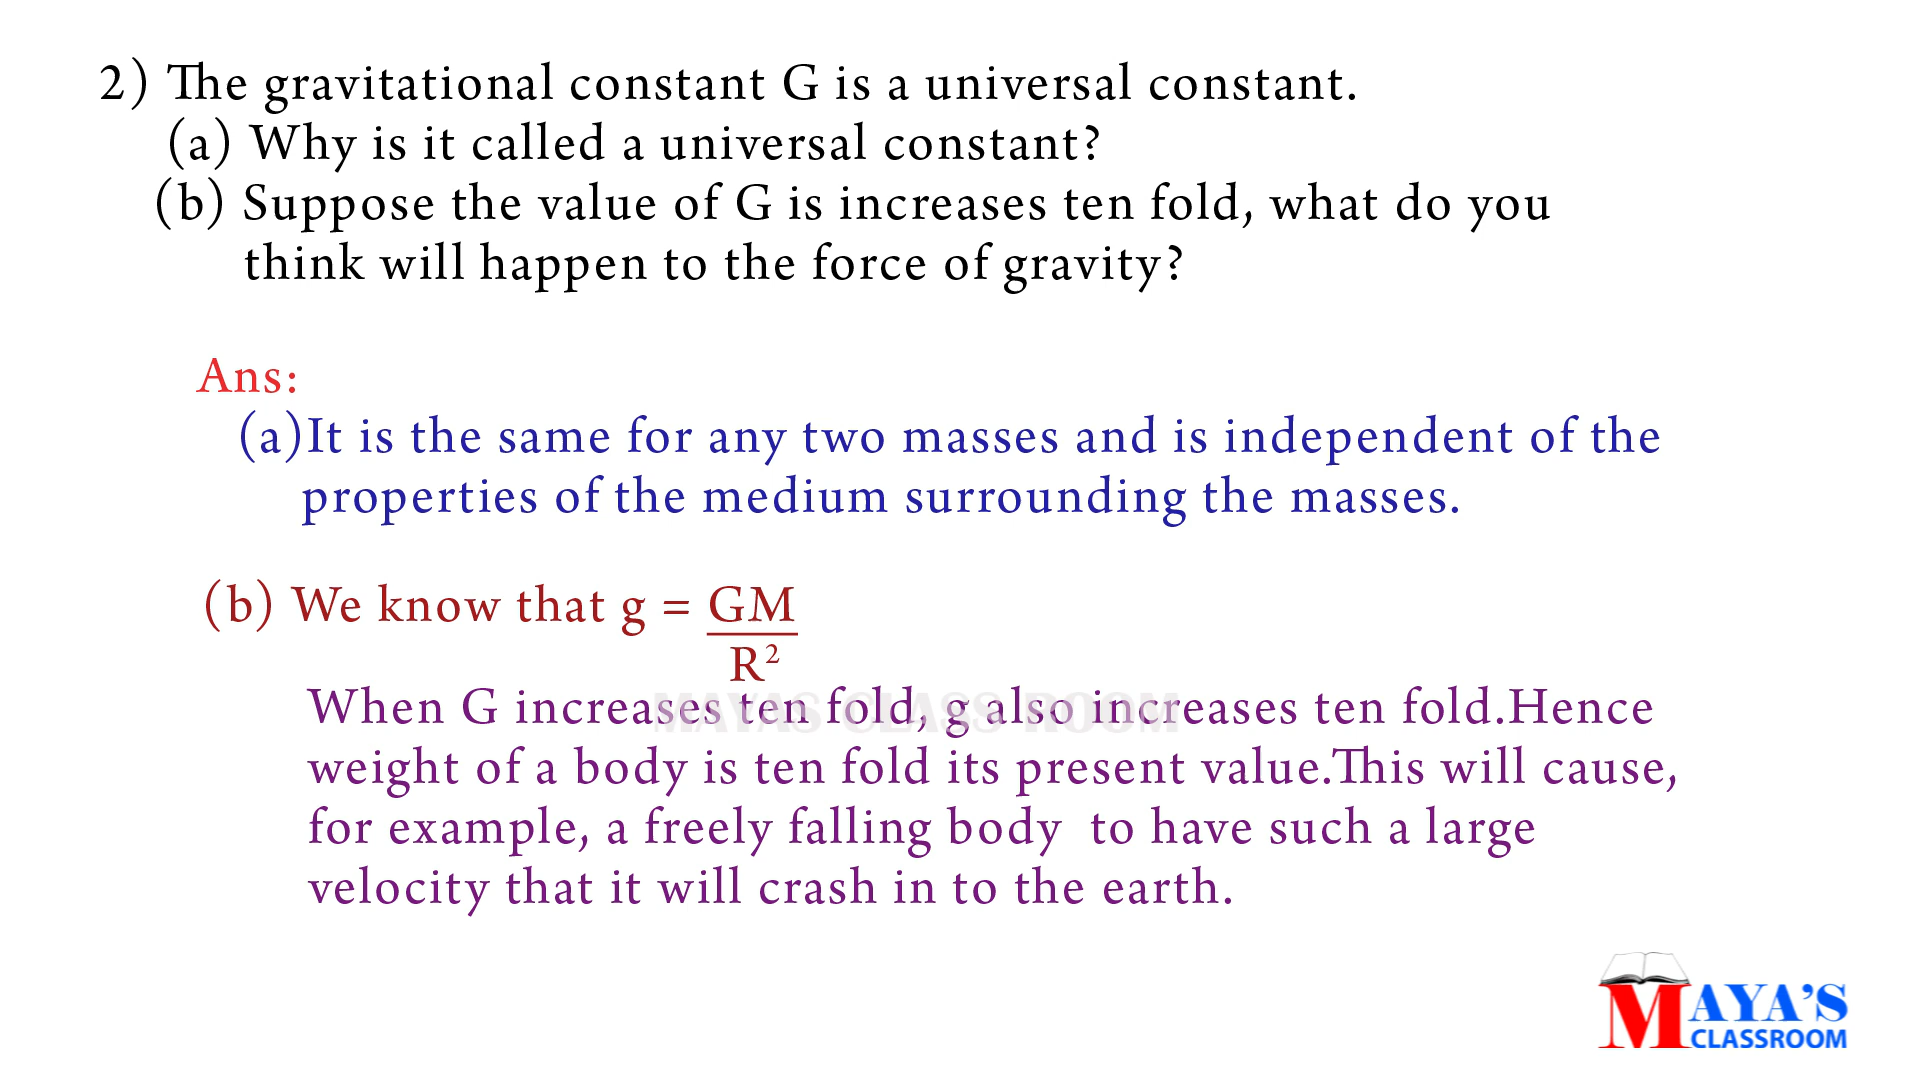 2) The gravitational constant G is a universal constant.
(a) Why is it called a universal constant?
(b) Suppose the value of G is increases ten fold, what do you
think will happen to the force of gravity?
Ans:
(a)It is the same for any two masses and is independent of the
properties of the medium surrounding the masses.
(b) We know that g = GM
R²
When G increases ten fold, g also increases ten fold.Hence
MAYAS CLASS ROOM
weight of a body is ten fold its present value.This will cause,
for example, a freely falling body to have such a large
velocity that it will crash in to the earth.
MAYA'S
CLASSROOM